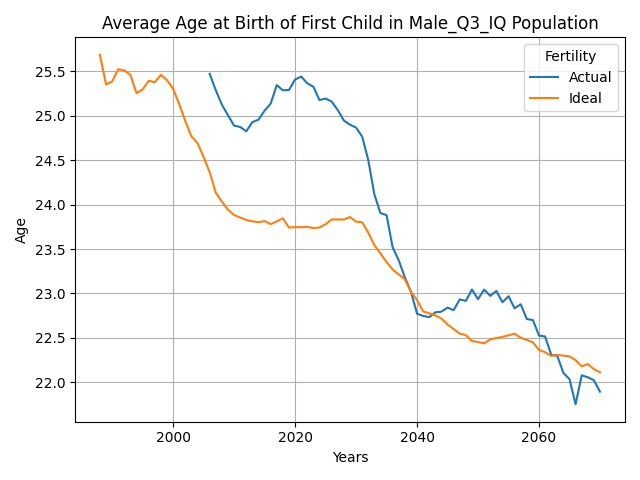 Average Age at Birth of First Child in Male_Q3_IQ Population
Fertility
Actual
Ideal
Age
25.5
25.0
24.5
24.0
23.5
23.0
22.5
22.0
2000 2020 2040 2060
Years